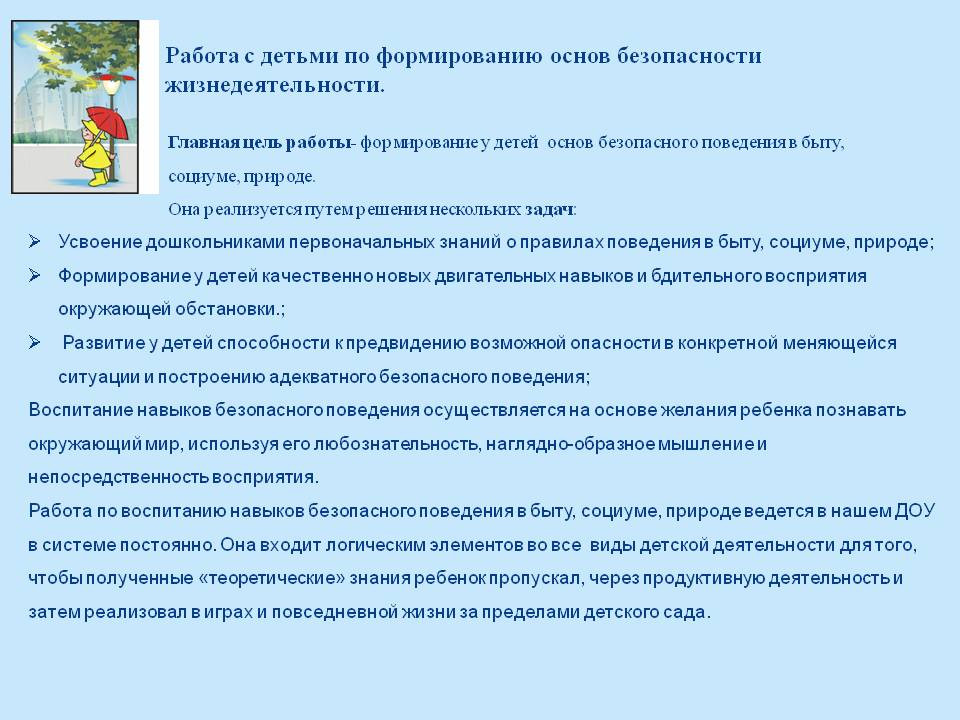 Работа с детьми по формированию основ безопасности
жизнедеятельности.
Главная цель работы- формирование у детей основ безопасного поведения в быту,
социуме, природе.
Она реализуется путем решения нескольких задач:
➢ Усвоение дошкольниками первоначальных знаний о правилах поведения в быту, социуме, природе;
➢ Формирование у детей качественно новых двигательных навыков и бдительного восприятия
окружающей обстановки.;
➢ Развитие у детей способности к предвидению возможной опасности в конкретной меняющейся
ситуации и построению адекватного безопасного поведения;
Воспитание навыков безопасного поведения осуществляется на основе желания ребенка познавать
окружающий мир, используя его любознательность, наглядно-образное мышление и
непосредственность восприятия.
Работа по воспитанию навыков безопасного поведения в быту, социуме, природе ведется в нашем ДОУ
в системе постоянно. Она входит логическим элементов во все виды детской деятельности для того,
чтобы полученные «теоретические» знания ребенок пропускал, через продуктивную деятельность и
затем реализовал в играх и повседневной жизни за пределами детского сада.